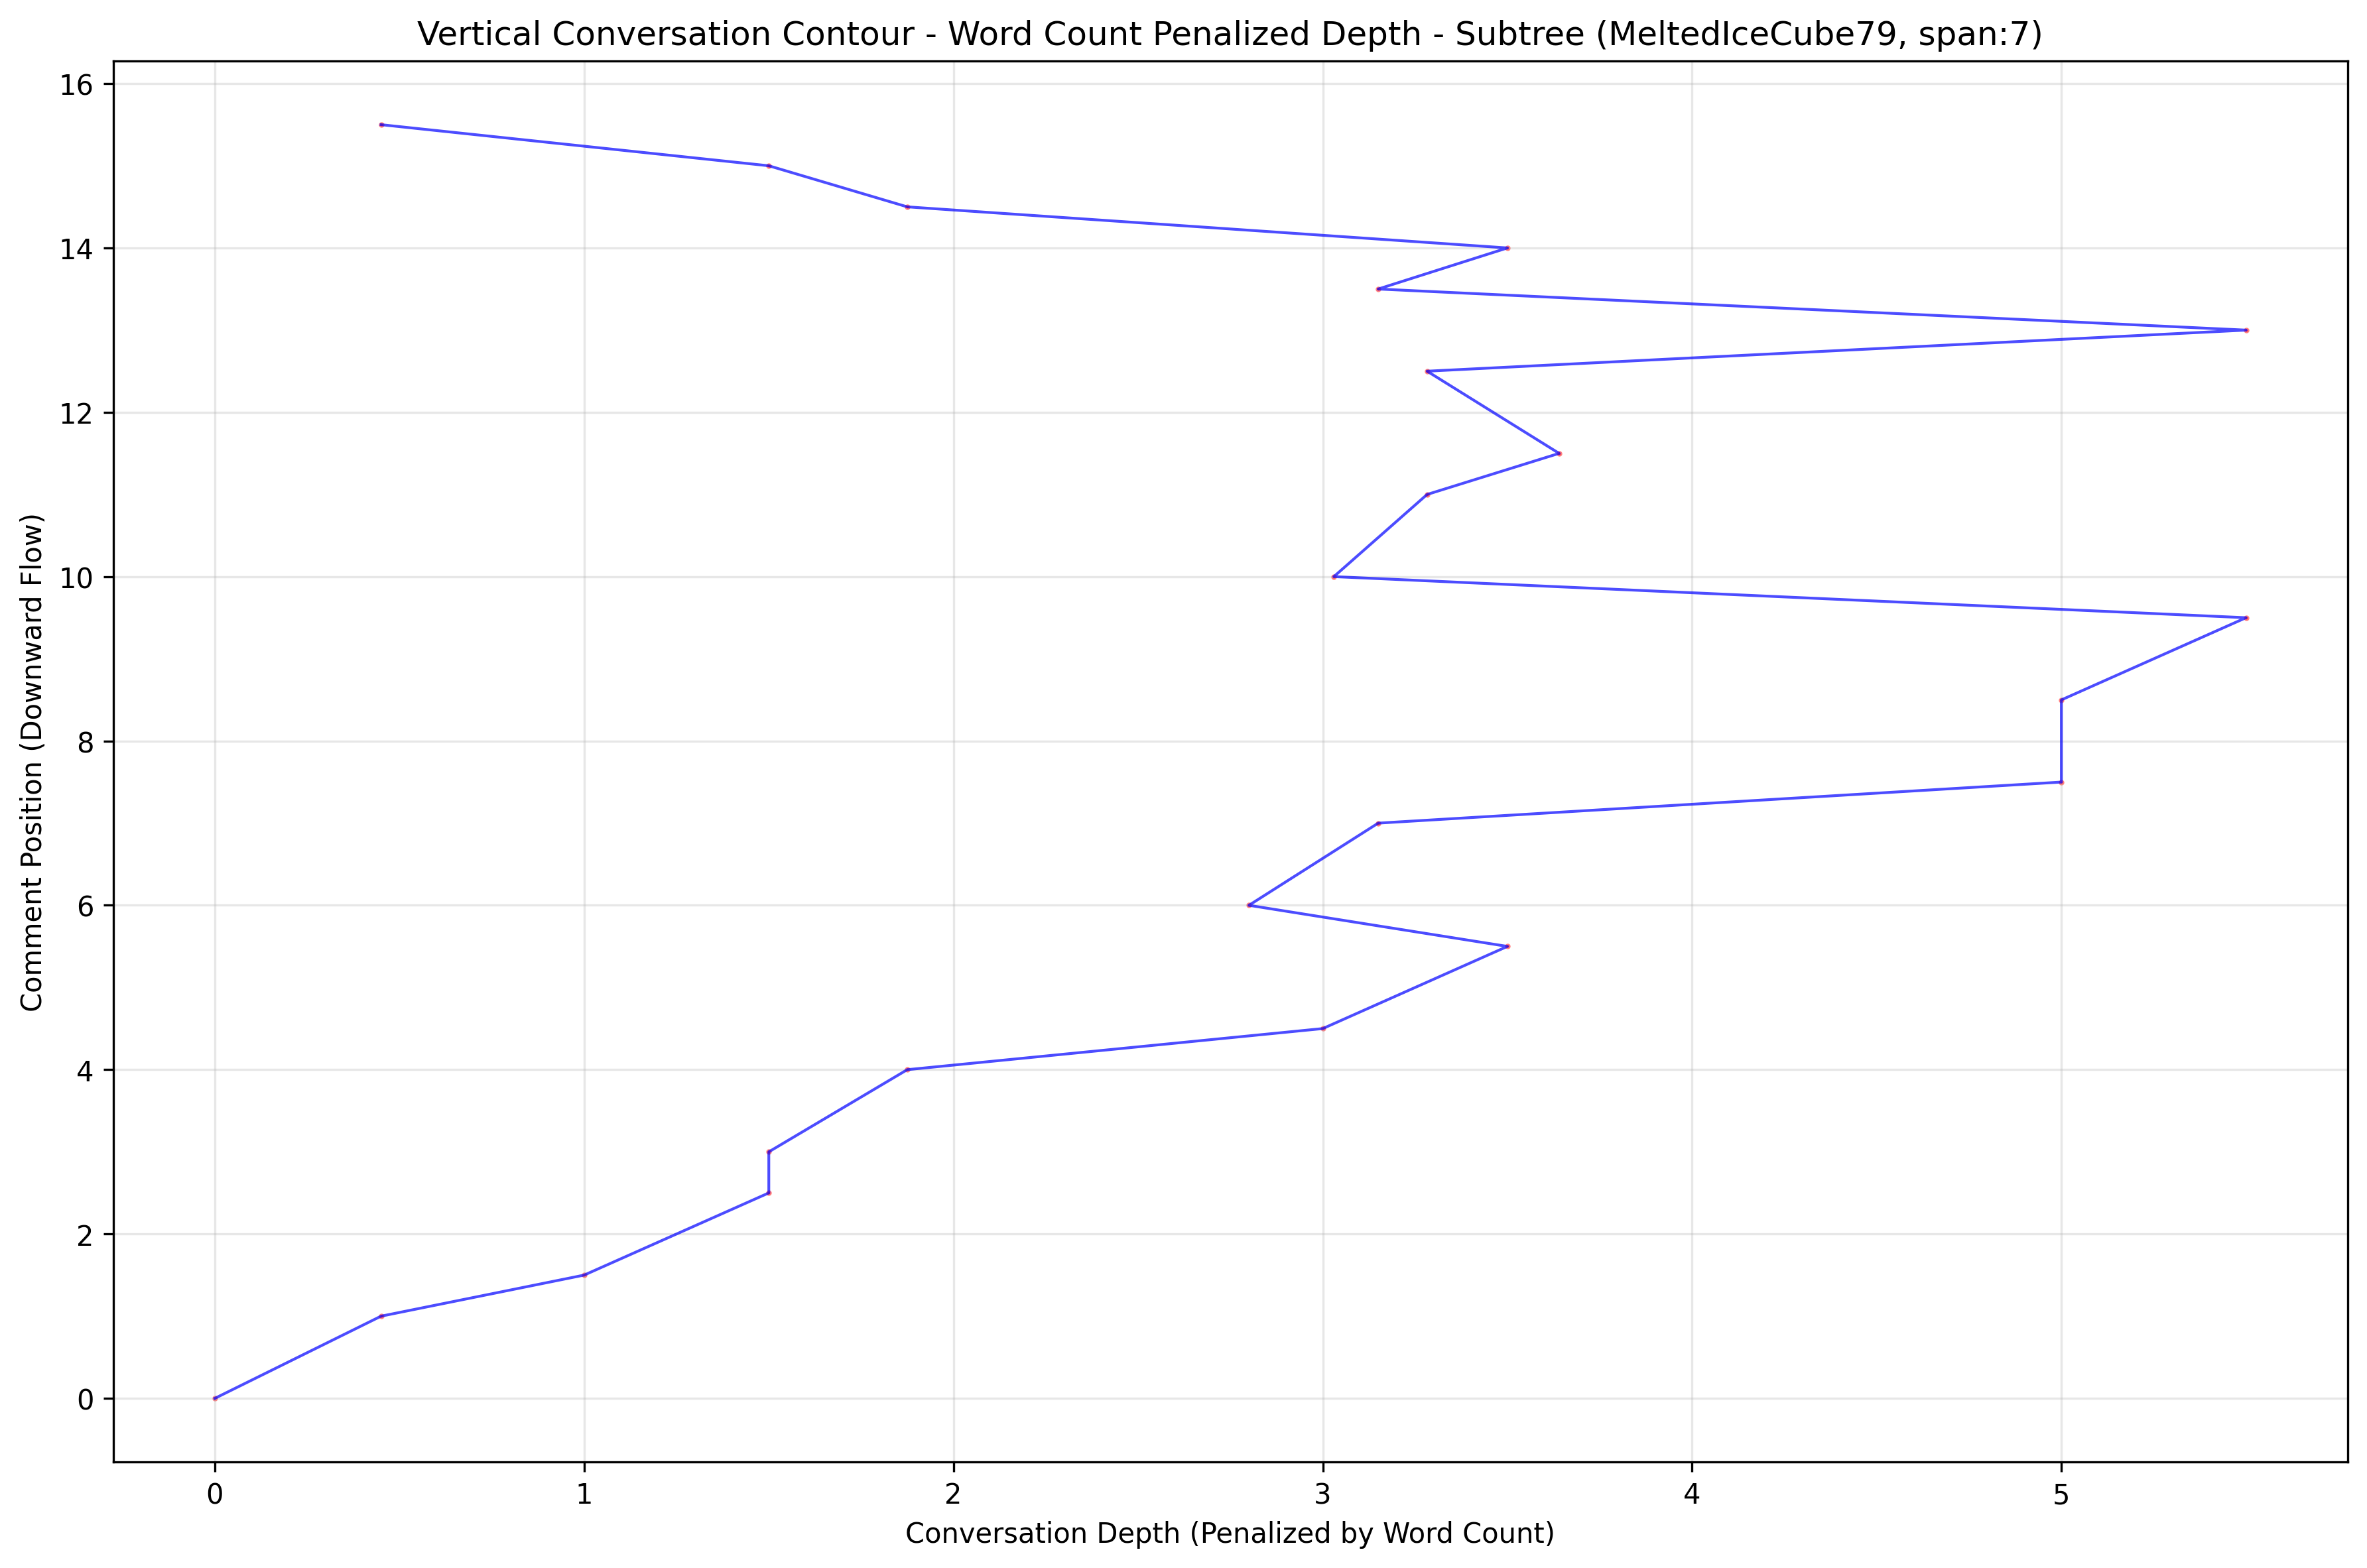 Vertical Conversation Contour - Word Count Penalized Depth - Subtree (MeltedIceCube79, span:7)
16
14
12
10
8
6
4
2
0
Comment Position (Downward Flow)
0 1 2 3 4 5
Conversation Depth (Penalized by Word Count)